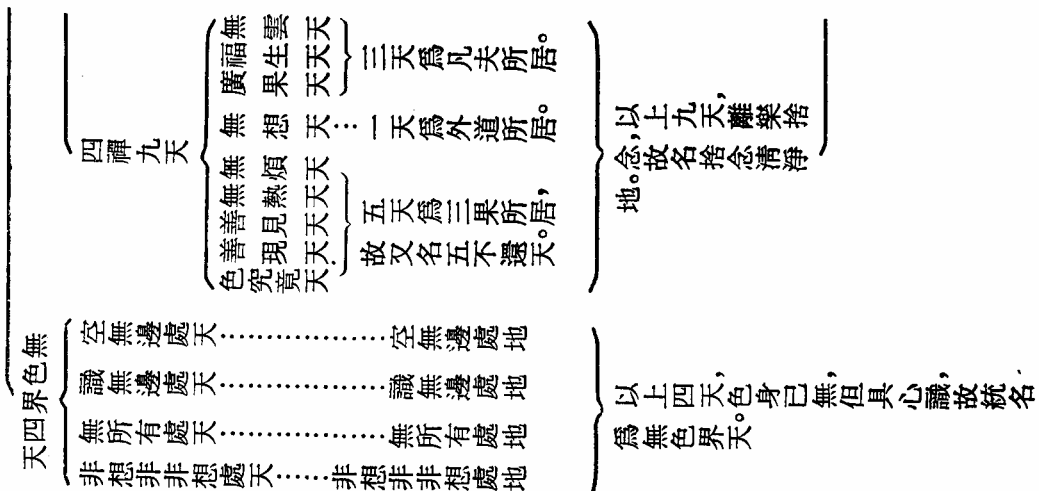 四禪九天
無雲天
福生天
廣果天
三天爲凡夫所居。
無想天…一天爲外道所居。
無煩天
無熱天
善見天
善現天
色究竟天
五天爲三果所居，
故又名五不還天。
以上九天，離樂捨
念，故名捨念清淨
地。
無色界四天
空無邊處天……………空無邊處地
識無邊處天……………識無邊處地
無所有處天……………無所有處地
非想非非想處天……非想非非想處地
以上四天，色身已無，但具心識，故統名
爲無色界天。